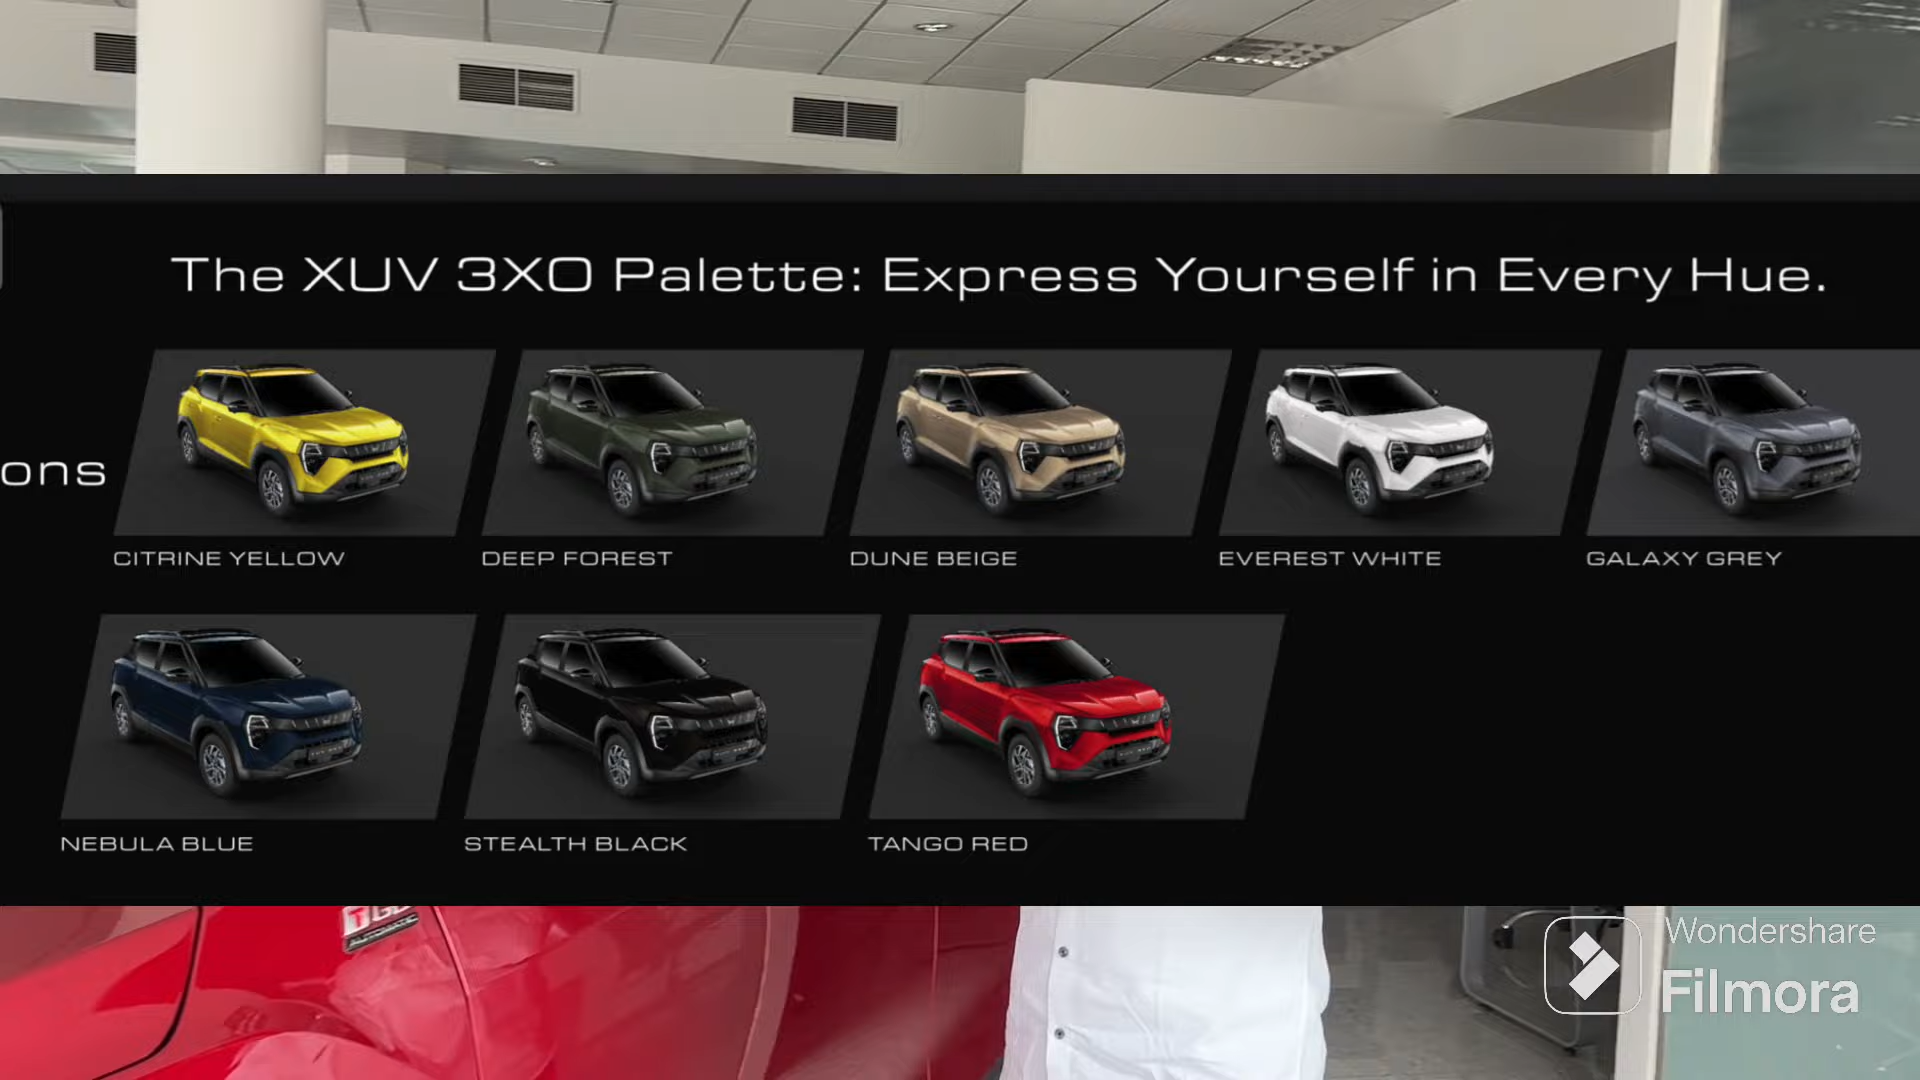 The XUV 3XO Palette: Express Yourself in Every Hue.
ons
CITRINE YELLOW
DEEP FOREST
DUNE BEIGE
EVEREST WHITE
GALAXY GREY
NEBULA BLUE
STEALTH BLACK
TANGO RED
AUTOMATIC
Wondershare
Filmora